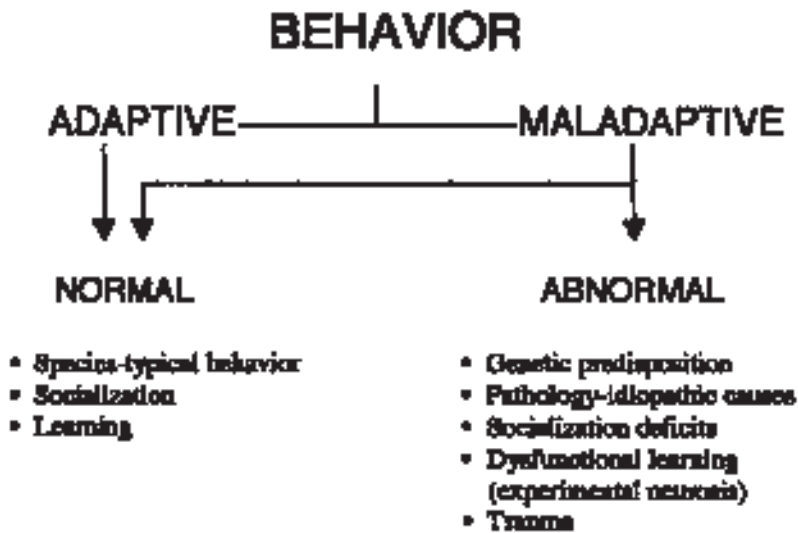 BEHAVIOR
ADAPTIVE
MALADAPTIVE
NORMAL
ABNORMAL
• Species-typical behavior
• Socialization
• Learning
• Genetic predisposition
• Pathology-idiopathic causes
• Socialization deficits
• Dysfunctional learning
(experimental neurosis)
• Trauma